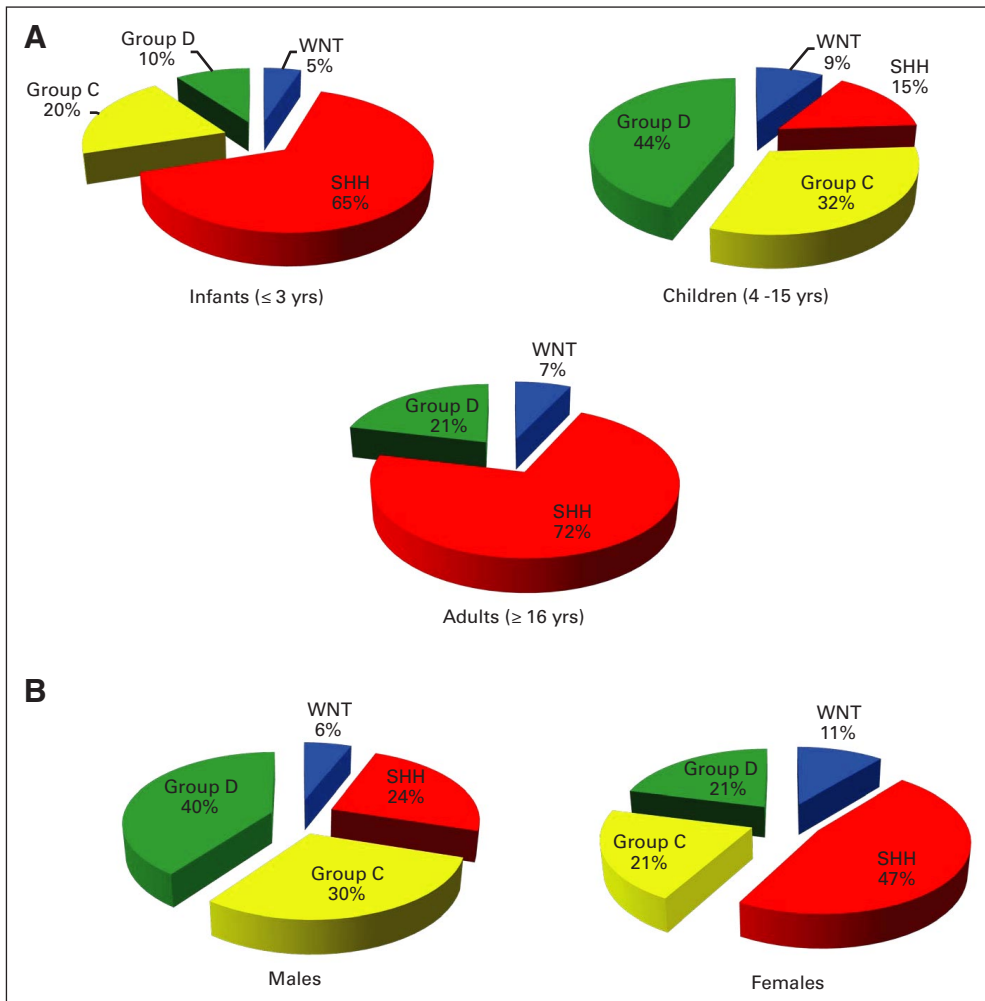 A
Group D
10%
WNT
5%
Group C
20%
SHH
65%
Infants (≤ 3 yrs)
WNT
9%
SHH
15%
Group D
44%
Group C
32%
Children (4 -15 yrs)
WNT
7%
Group D
21%
SHH
72%
Adults (≥ 16 yrs)
B
WNT
6%
SHH
24%
Group D
40%
Group C
30%
Males
WNT
11%
Group D
21%
Group C
21%
SHH
47%
Females